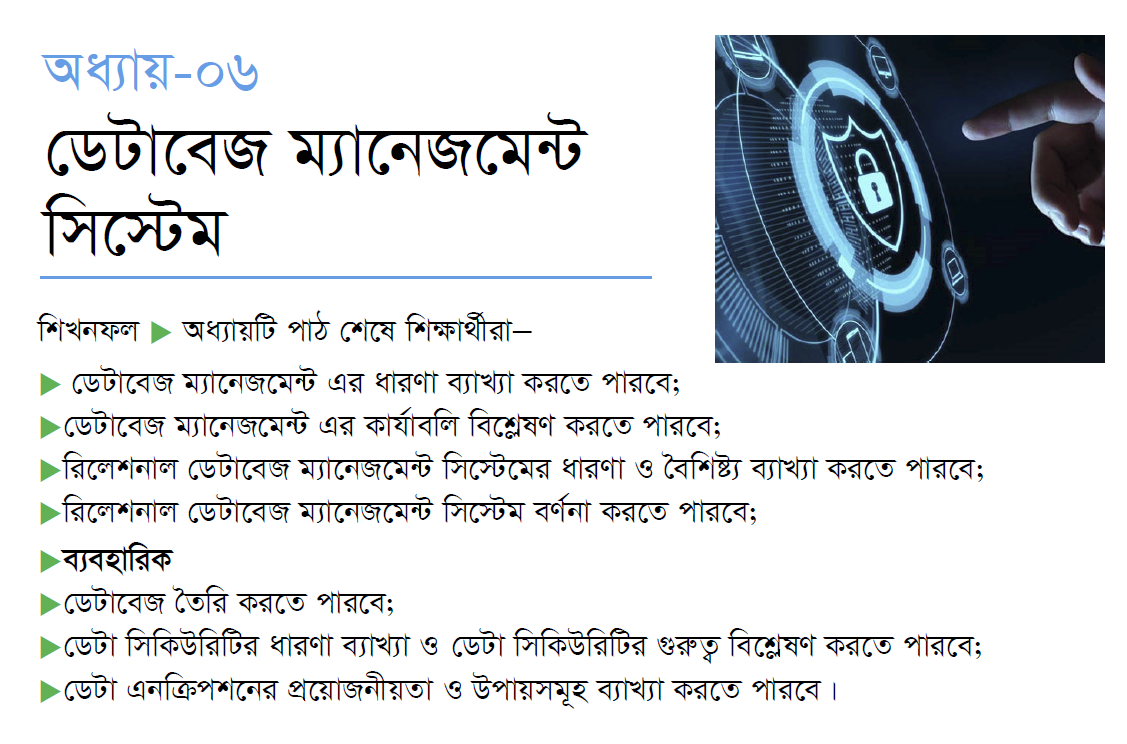 অধ্যায়-০৬
ডেটাবেজ ম্যানেজমেন্ট
সিস্টেম
শিখনফল ▶ অধ্যায়টি পাঠ শেষে শিক্ষার্থীরা–
▶ ডেটাবেজ ম্যানেজমেন্ট এর ধারণা ব্যাখ্যা করতে পারবে;
▶ডেটাবেজ ম্যানেজমেন্ট এর কার্যাবলি বিশ্লেষণ করতে পারবে;
▶রিলেশনাল ডেটাবেজ ম্যানেজমেন্ট সিস্টেমের ধারণা ও বৈশিষ্ট্য ব্যাখ্যা করতে পারবে;
▶রিলেশনাল ডেটাবেজ ম্যানেজমেন্ট সিস্টেম বর্ণনা করতে পারবে;
▶ব্যবহারিক
▶ডেটাবেজ তৈরি করতে পারবে;
▶ডেটা সিকিউরিটির ধারণা ব্যাখ্যা ও ডেটা সিকিউরিটির গুরুত্ব বিশ্লেষণ করতে পারবে;
▶ডেটা এনক্রিপশনের প্রয়োজনীয়তা ও উপায়সমূহ ব্যাখ্যা করতে পারবে।